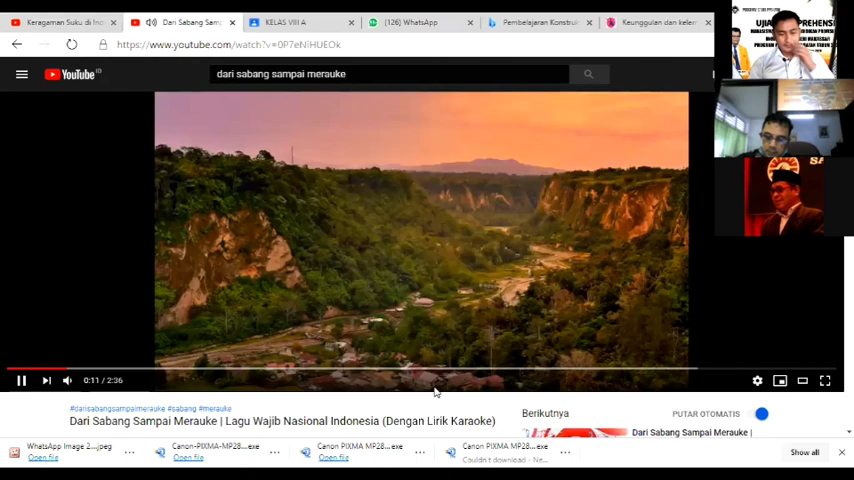 Keragaman Suku di Ind
Dari Sabang Samp
KELAS VIII A
(126) WhatsApp
Pembelajaran Konstruk
Keunggulan dan kelem
https://www.youtube.com/watch?v=0P7eNiHUEOk
YouTube ID
dari sabang sampai merauke
0:11 / 2:36
#darisabangsampaimerauke #sabang #merauke
Dari Sabang Sampai Merauke | Lagu Wajib Nasional Indonesia (Dengan Lirik Karaoke)
Berikutnya
PUTAR OTOMATIS
Dari Sabang Sampai Merauke |
WhatsApp Image 2....jpeg
Open file
Canon-PIXMA-MP28....exe
Open file
Canon PIXMA MP28....exe
Open file
Canon PIXMA MP28....exe
Couldn't download - Ne...
Show all